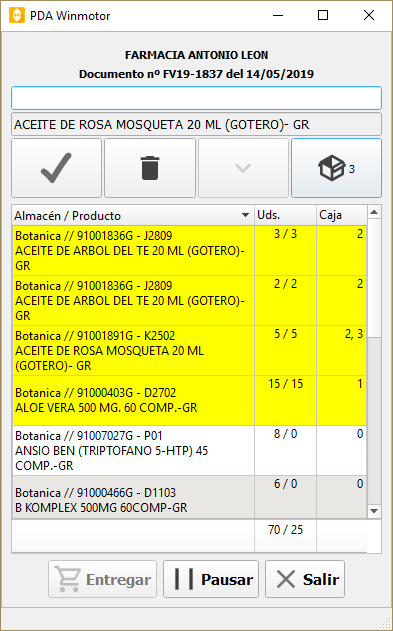 PDA Winmotor
FARMACIA ANTONIO LEON
Documento nº FV19-1837 del 14/05/2019
ACEITE DE ROSA MOSQUETA 20 ML (GOTERO)- GR
3
Almacén / Producto Uds. Caja
Botanica // 91001836G - J2809 3 / 3 2
ACEITE DE ARBOL DEL TE 20 ML (GOTERO)-
GR
Botanica // 91001836G - J2809 2 / 2 2
ACEITE DE ARBOL DEL TE 20 ML (GOTERO)-
GR
Botanica // 91001891G - K2502 5 / 5 2, 3
ACEITE DE ROSA MOSQUETA 20 ML
(GOTERO)- GR
Botanica // 91000403G - D2702 15 / 15 1
ALOE VERA 500 MG. 60 COMP.-GR
Botanica // 91007027G - P01 8 / 0 0
ANSIO BEN (TRIPTOFANO 5-HTP) 45
COMP.-GR
Botanica // 91000466G - D1103 6 / 0 0
B KOMPLEX 500MG 60COMP-GR
70 / 25
Entregar Pausar Salir